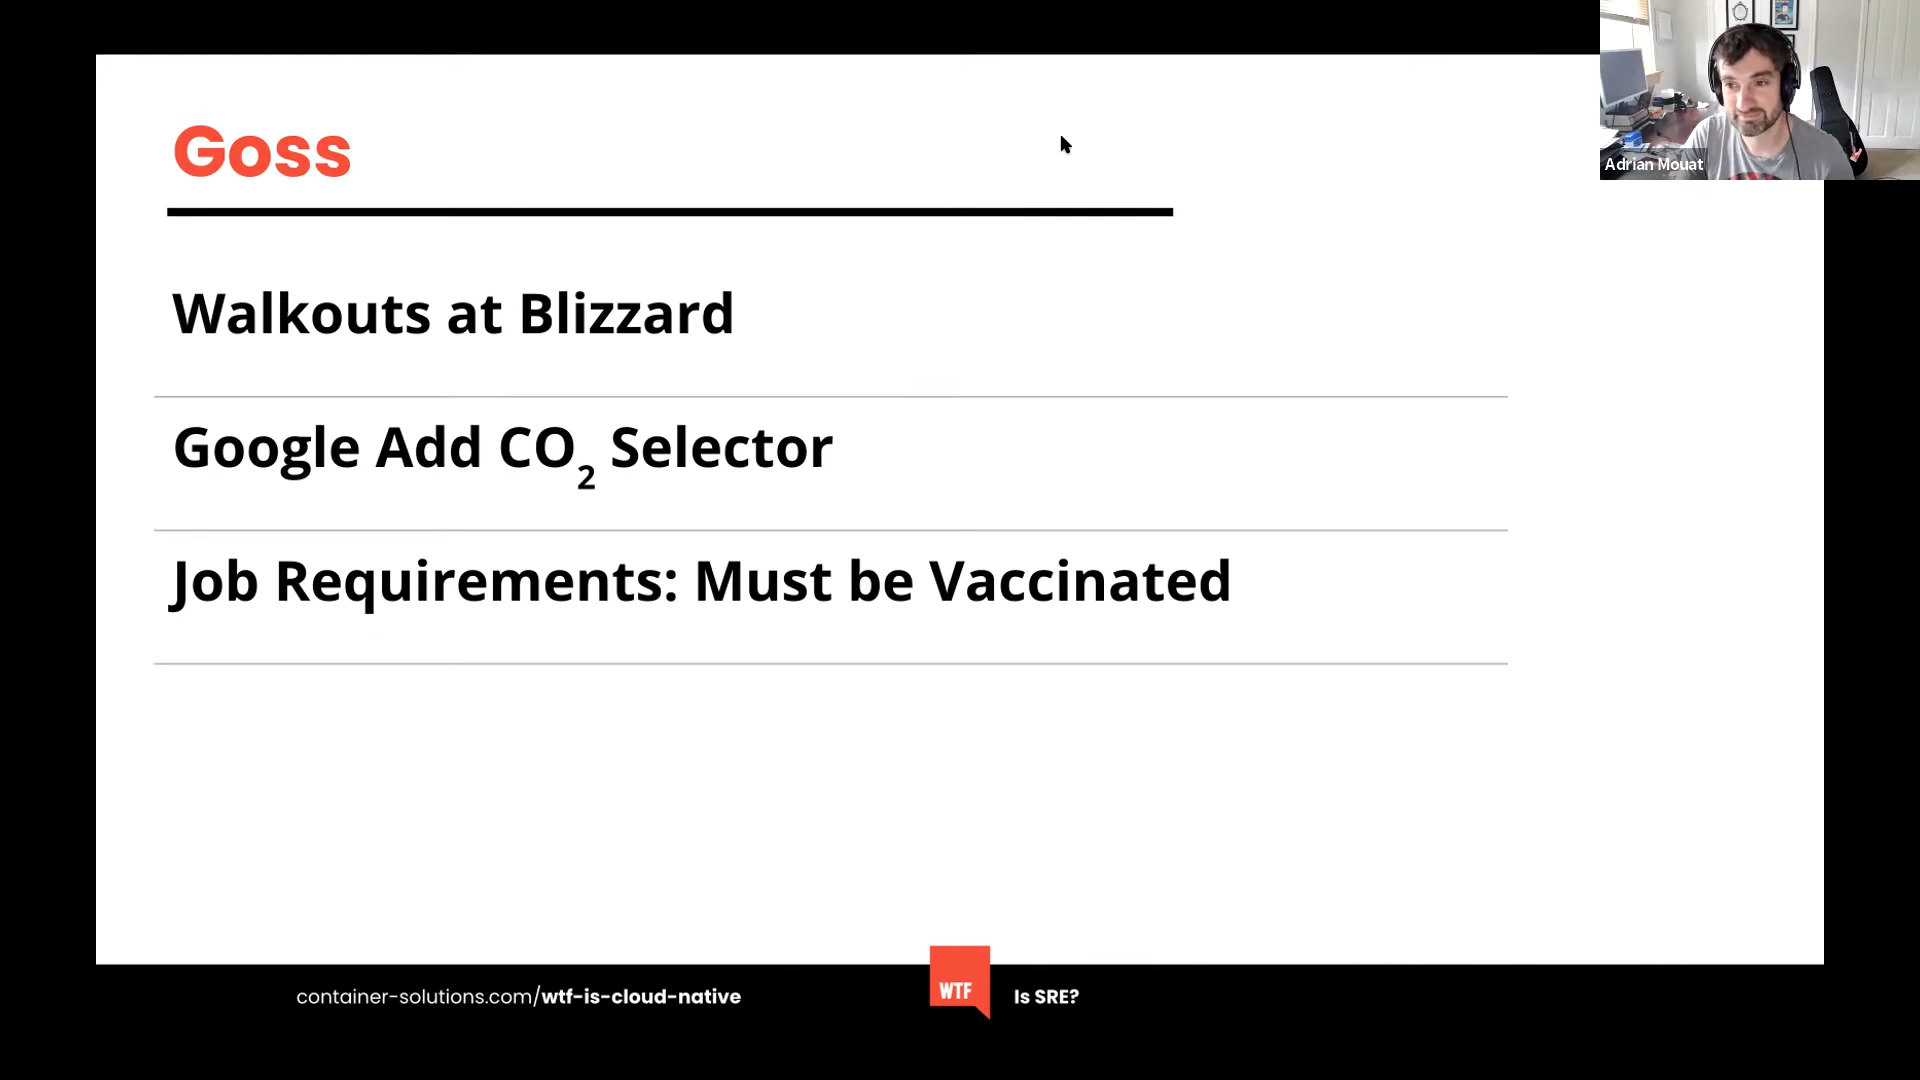 Goss
Adrian Mouat
Walkouts at Blizzard
Google Add CO₂ Selector
Job Requirements: Must be Vaccinated
container-solutions.com/wtf-is-cloud-native
WTF
Is SRE?